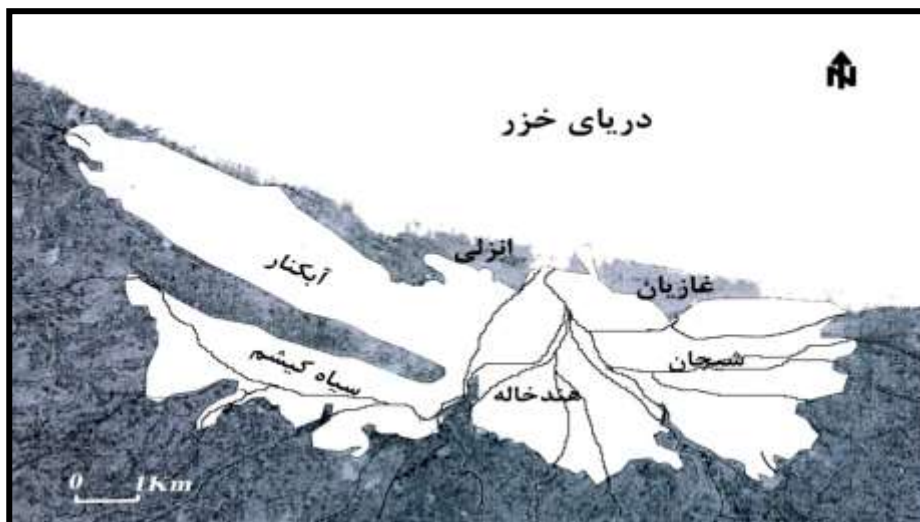 N
دریای خزر
انزلی
غازیان
آبکنار
شیجان
سیاه کیشم
هندخاله
0 1Km